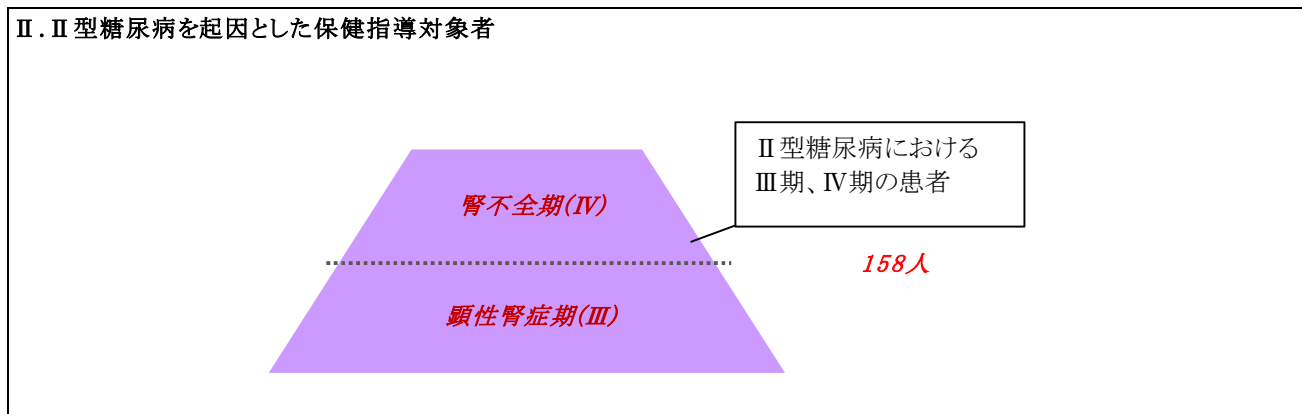 Ⅱ.Ⅱ型糖尿病を起因とした保健指導対象者
Ⅱ型糖尿病における
Ⅲ期、Ⅳ期の患者
腎不全期(Ⅳ)
158人
顕性腎症期(Ⅲ)